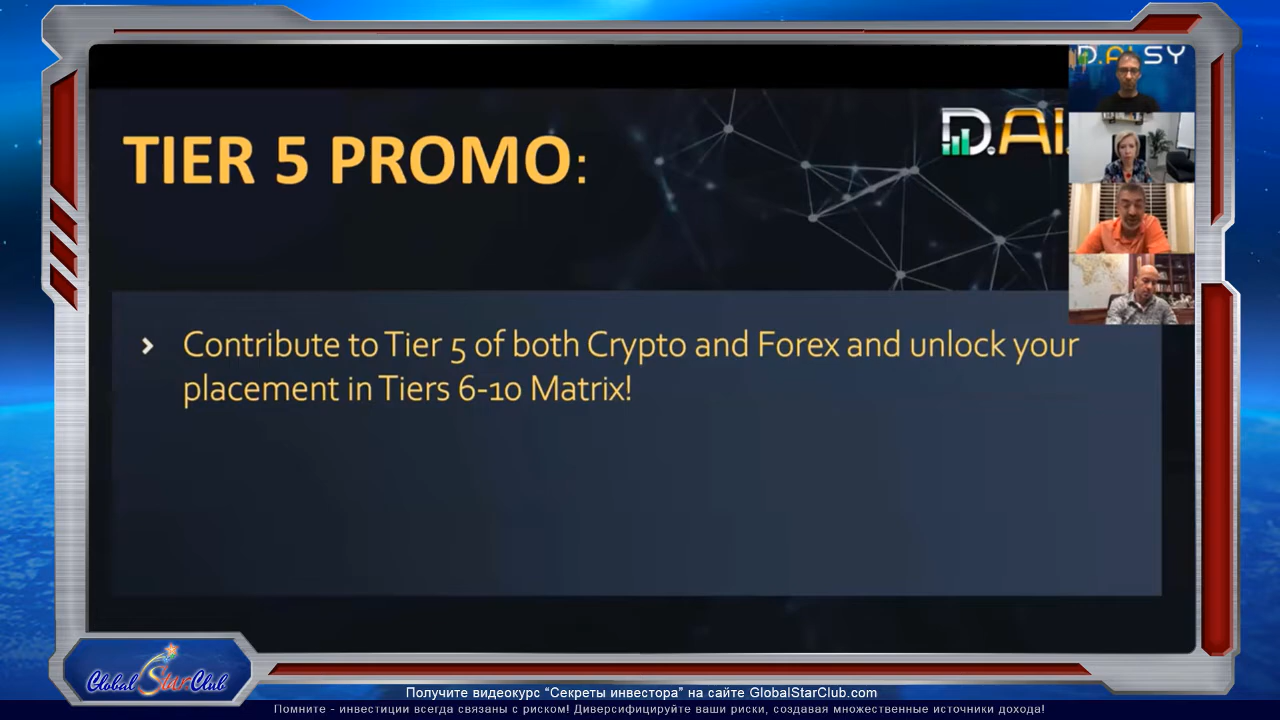 D.AI.SY
TIER 5 PROMO:
D.AI.
› Contribute to Tier 5 of both Crypto and Forex and unlock your
placement in Tiers 6-10 Matrix!
Global Star Club
Получите видеокурс “Секреты инвестора” на сайте GlobalStarClub.com
Помните - инвестиции всегда связаны с риском! Диверсифицируйте ваши риски, создавая множественные источники дохода!